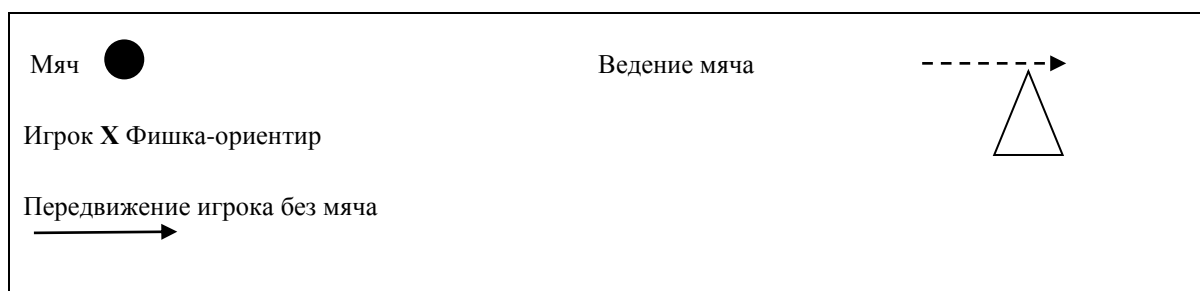 Мяч
Ведение мяча
Игрок X Фишка-ориентир
Передвижение игрока без мяча